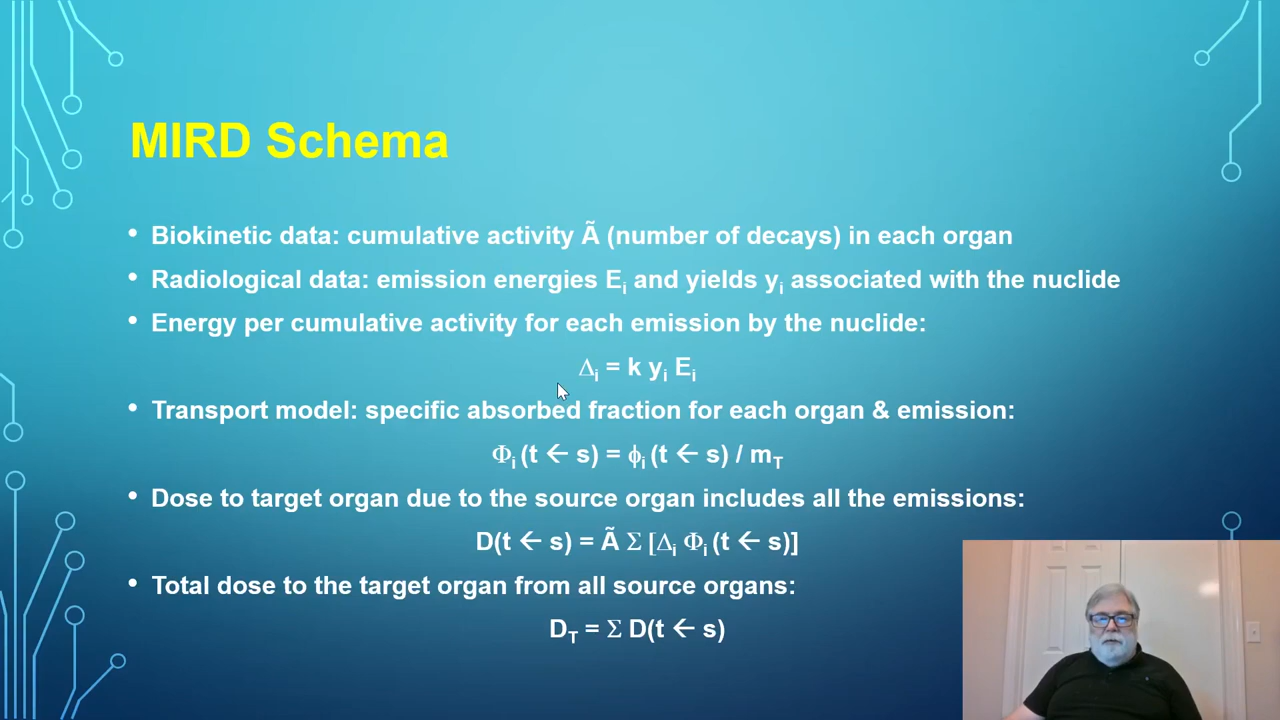 MIRD Schema
• Biokinetic data: cumulative activity Ã (number of decays) in each organ
• Radiological data: emission energies Eᵢ and yields yᵢ associated with the nuclide
• Energy per cumulative activity for each emission by the nuclide:
Δᵢ = k yᵢ Eᵢ
• Transport model: specific absorbed fraction for each organ & emission:
Φᵢ (t ← s) = ϕᵢ (t ← s) / m_T
• Dose to target organ due to the source organ includes all the emissions:
D(t ← s) = Ã Σ [Δᵢ Φᵢ (t ← s)]
• Total dose to the target organ from all source organs:
D_T = Σ D(t ← s)